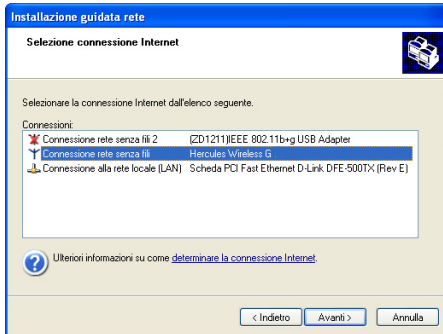 Installazione guidata rete
Selezione connessione Internet
Selezionare la connessione Internet dall'elenco seguente.
Connessioni:
Connessione rete senza fili 2 (ZD1211)IEEE 802.11b+g USB Adapter
Connessione rete senza fili Hercules Wireless G
Connessione alla rete locale (LAN) Scheda PCI Fast Ethernet D-Link DFE-500TX (Rev E)
Ulteriori informazioni su come determinare la connessione Internet.
< Indietro Avanti > Annulla